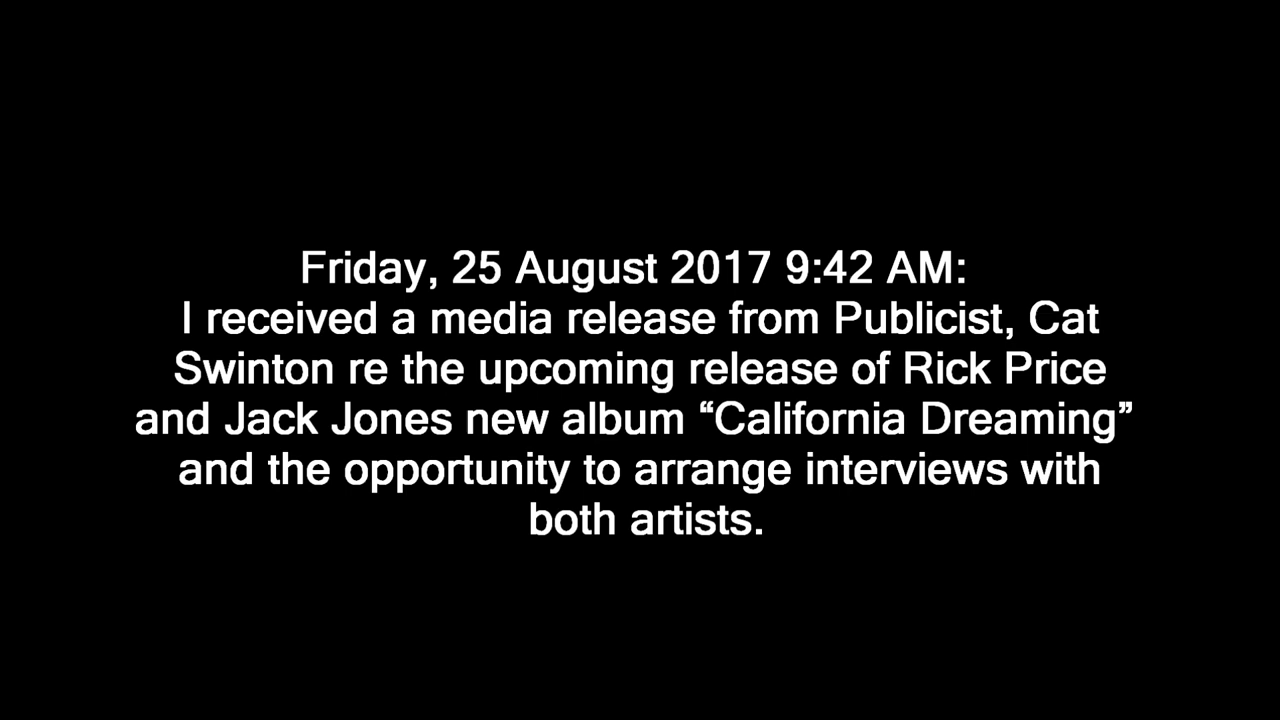 Friday, 25 August 2017 9:42 AM:
I received a media release from Publicist, Cat
Swinton re the upcoming release of Rick Price
and Jack Jones new album “California Dreaming”
and the opportunity to arrange interviews with
both artists.